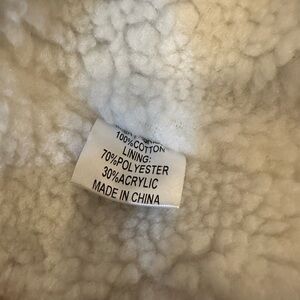 100%COTTON
LINING:
70%POLYESTER
30%ACRYLIC
MADE IN CHINA